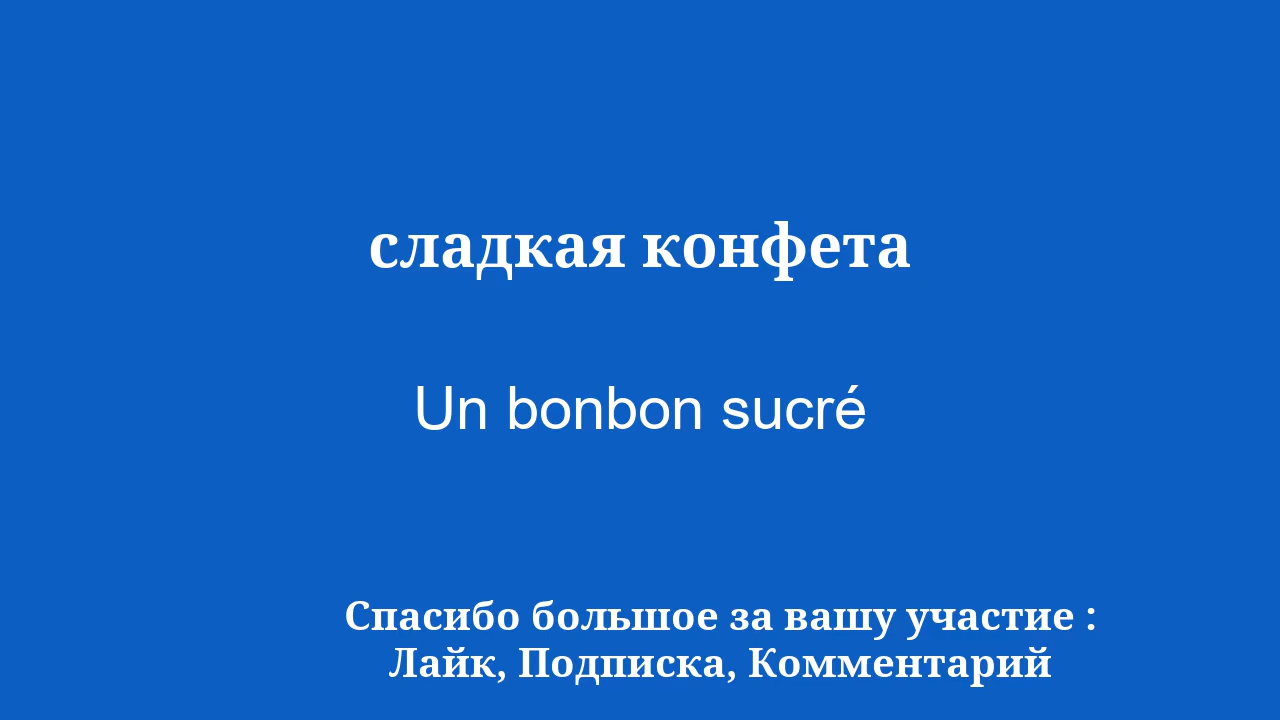 сладкая конфета
Un bonbon sucré
Спасибо большое за вашу участие :
Лайк, Подписка, Комментарий